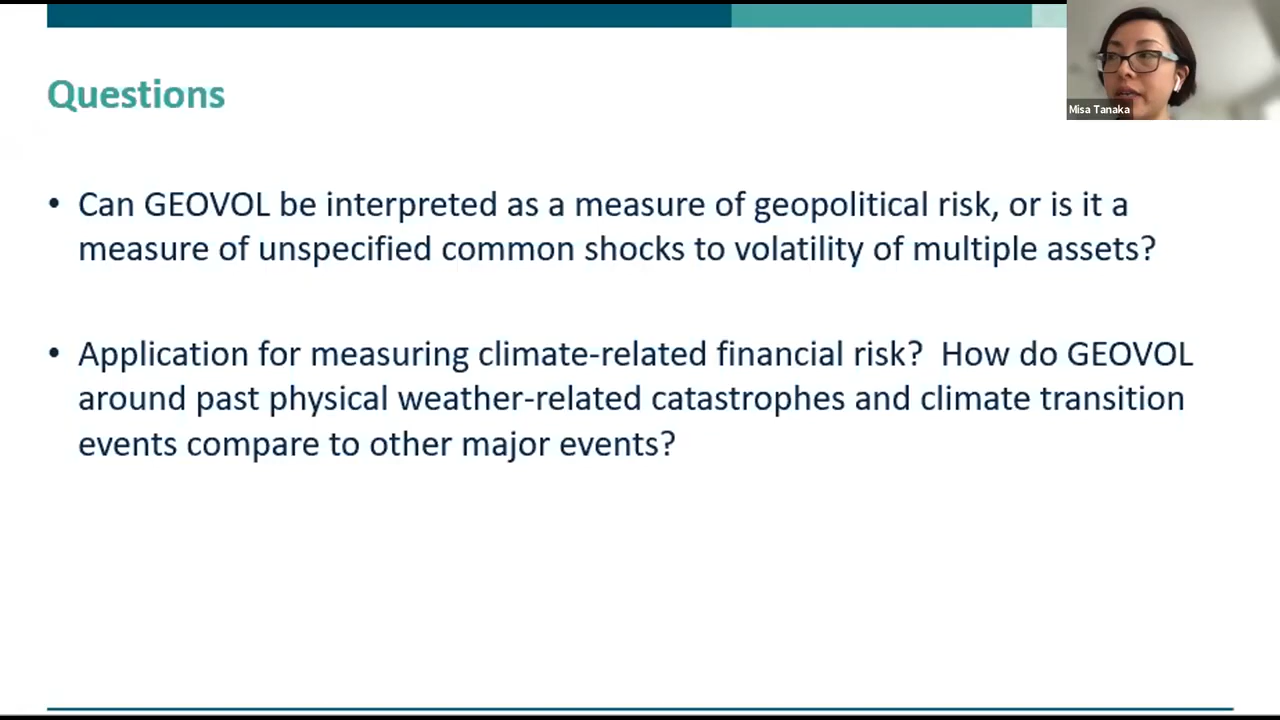 Questions
Misa Tanaka
• Can GEOVOL be interpreted as a measure of geopolitical risk, or is it a
measure of unspecified common shocks to volatility of multiple assets?
• Application for measuring climate-related financial risk?  How do GEOVOL
around past physical weather-related catastrophes and climate transition
events compare to other major events?